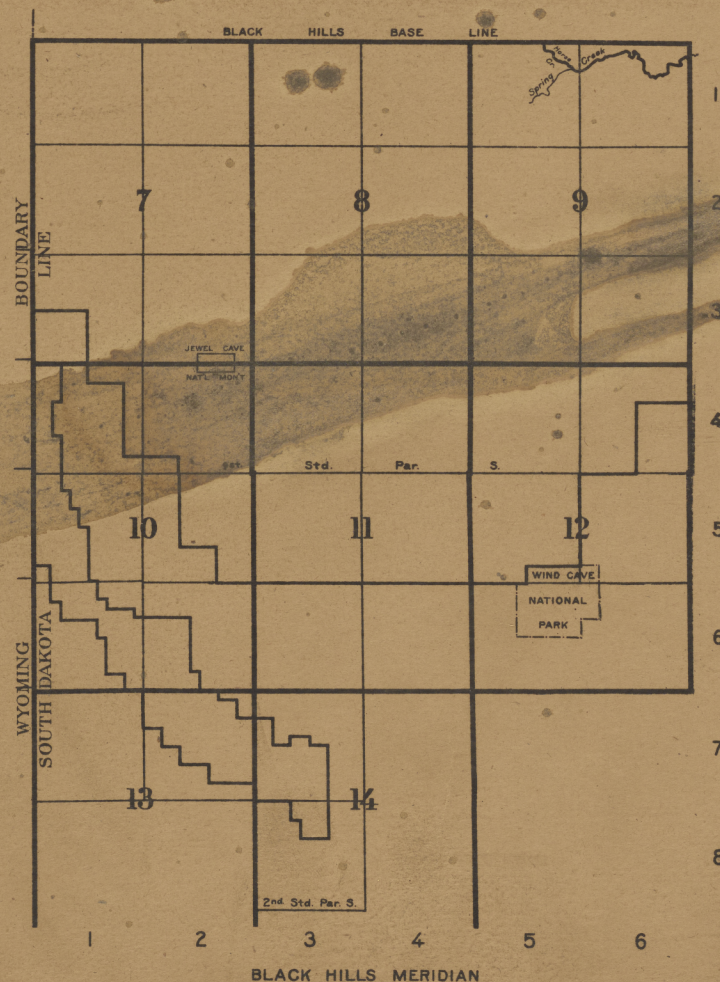 BLACK HILLS BASE LINE
Horse Creek
Spring Cr.
1
7 8 9
2
BOUNDARY
LINE
3
JEWEL CAVE
NAT'L MON'T
4
1st. Std. Par. S.
10 11 12
5
WIND CAVE
NATIONAL
PARK
6
WYOMING
SOUTH DAKOTA
7
13 14
8
2nd. Std. Par. S.
1 2 3 4 5 6
BLACK HILLS MERIDIAN